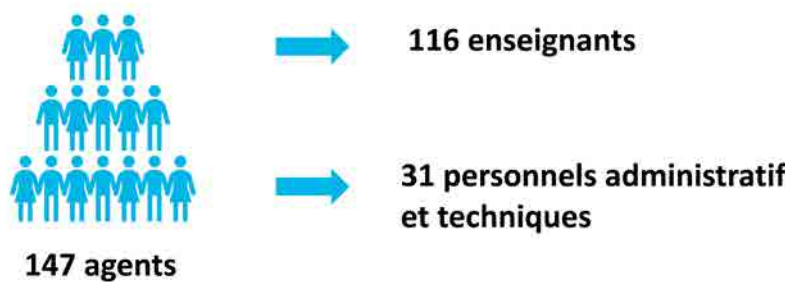 116 enseignants
31 personnels administratif
et techniques
147 agents